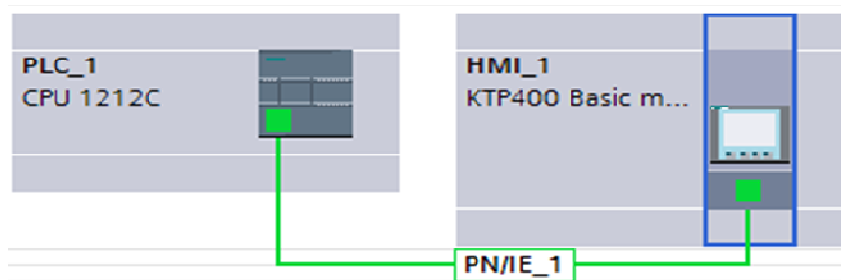 PLC_1
CPU 1212C
HMI_1
KTP400 Basic m...
PN/IE_1